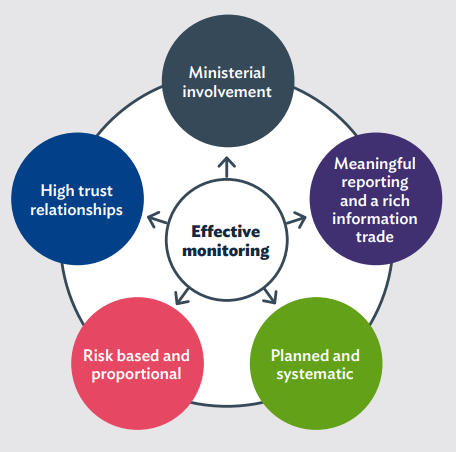 Ministerial
involvement
Meaningful
reporting
and a rich
information
trade
High trust
relationships
Effective
monitoring
Risk based and
proportional
Planned and
systematic